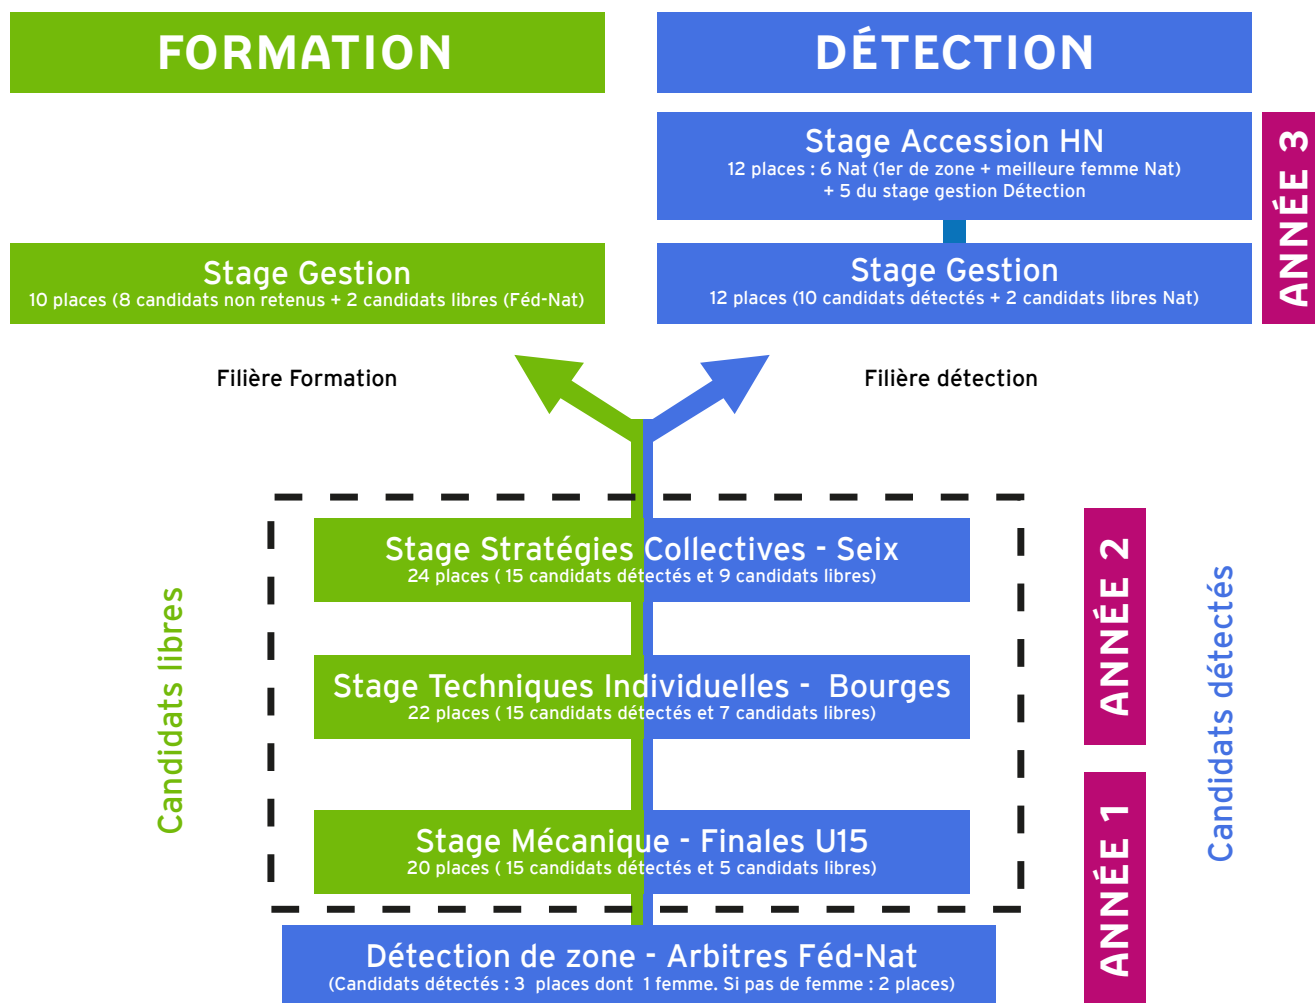 FORMATION
DÉTECTION
Stage Accession HN
12 places : 6 Nat (1er de zone + meilleure femme Nat)
+ 5 du stage gestion Détection
ANNÉE 3
Stage Gestion
10 places (8 candidats non retenus + 2 candidats libres (Féd-Nat)
Stage Gestion
12 places (10 candidats détectés + 2 candidats libres Nat)
Filière Formation
Filière détection
Stage Stratégies Collectives - Seix
24 places ( 15 candidats détectés et 9 candidats libres)
ANNÉE 2
Candidats libres
Candidats détectés
Stage Techniques Individuelles - Bourges
22 places ( 15 candidats détectés et 7 candidats libres)
Stage Mécanique - Finales U15
20 places ( 15 candidats détectés et 5 candidats libres)
ANNÉE 1
Détection de zone - Arbitres Féd-Nat
(Candidats détectés : 3 places dont 1 femme. Si pas de femme : 2 places)